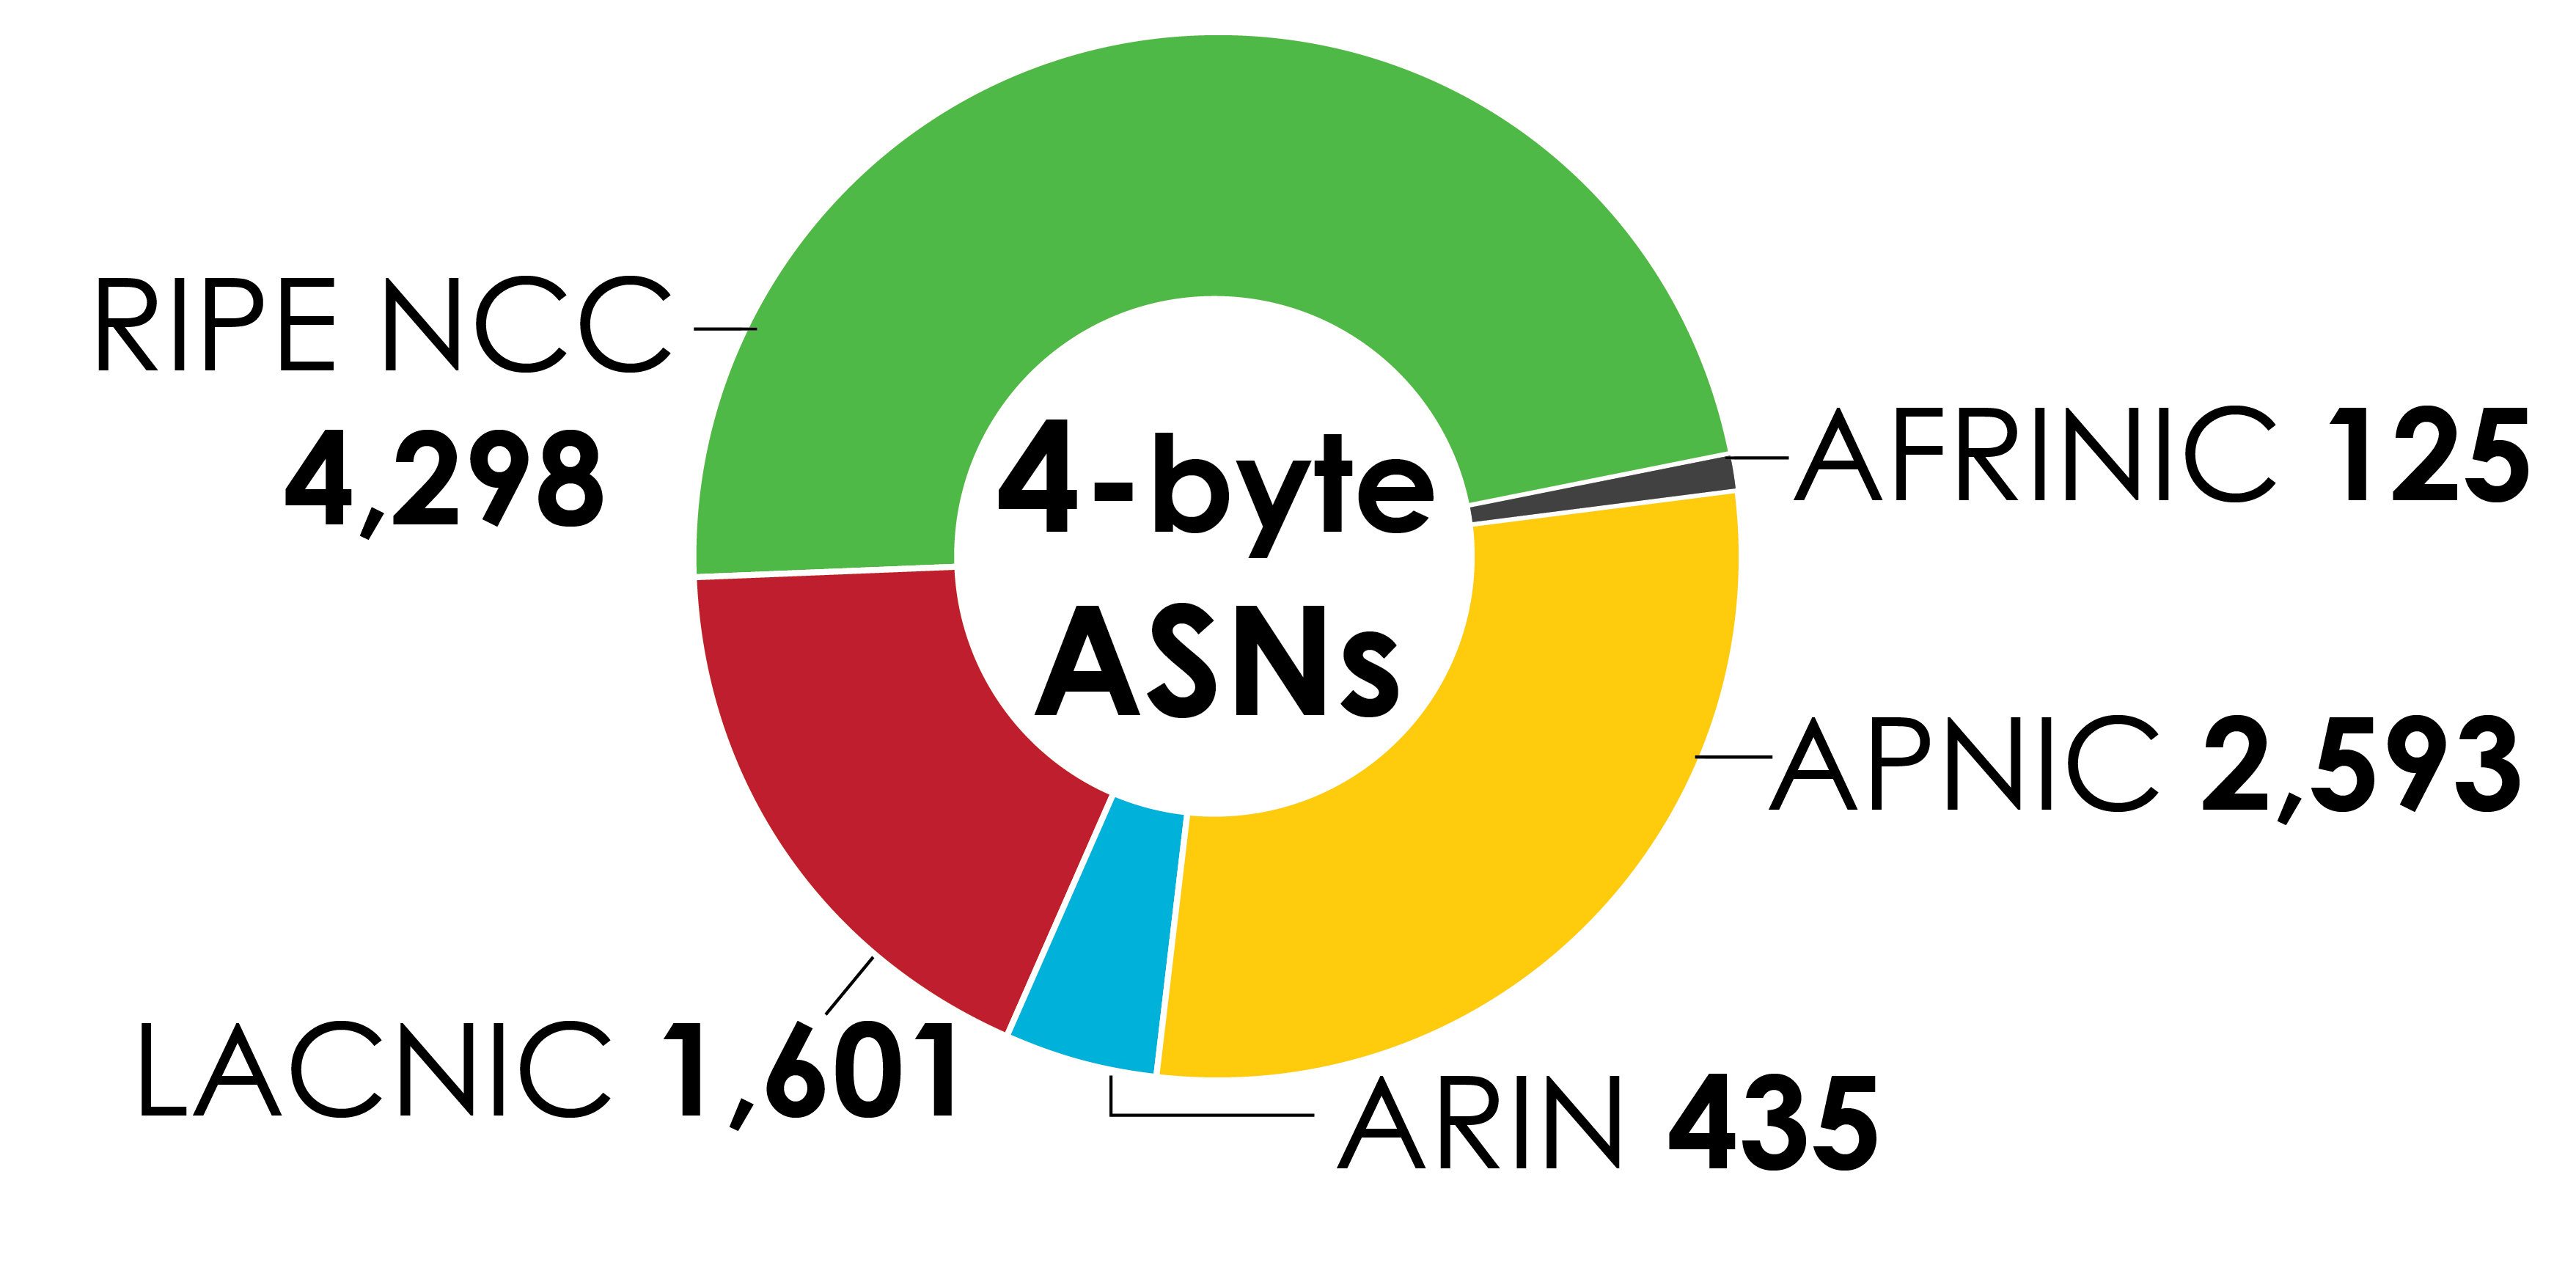 RIPE NCC
4,298
4-byte
ASNs
AFRINIC 125
APNIC 2,593
LACNIC 1,601
ARIN 435